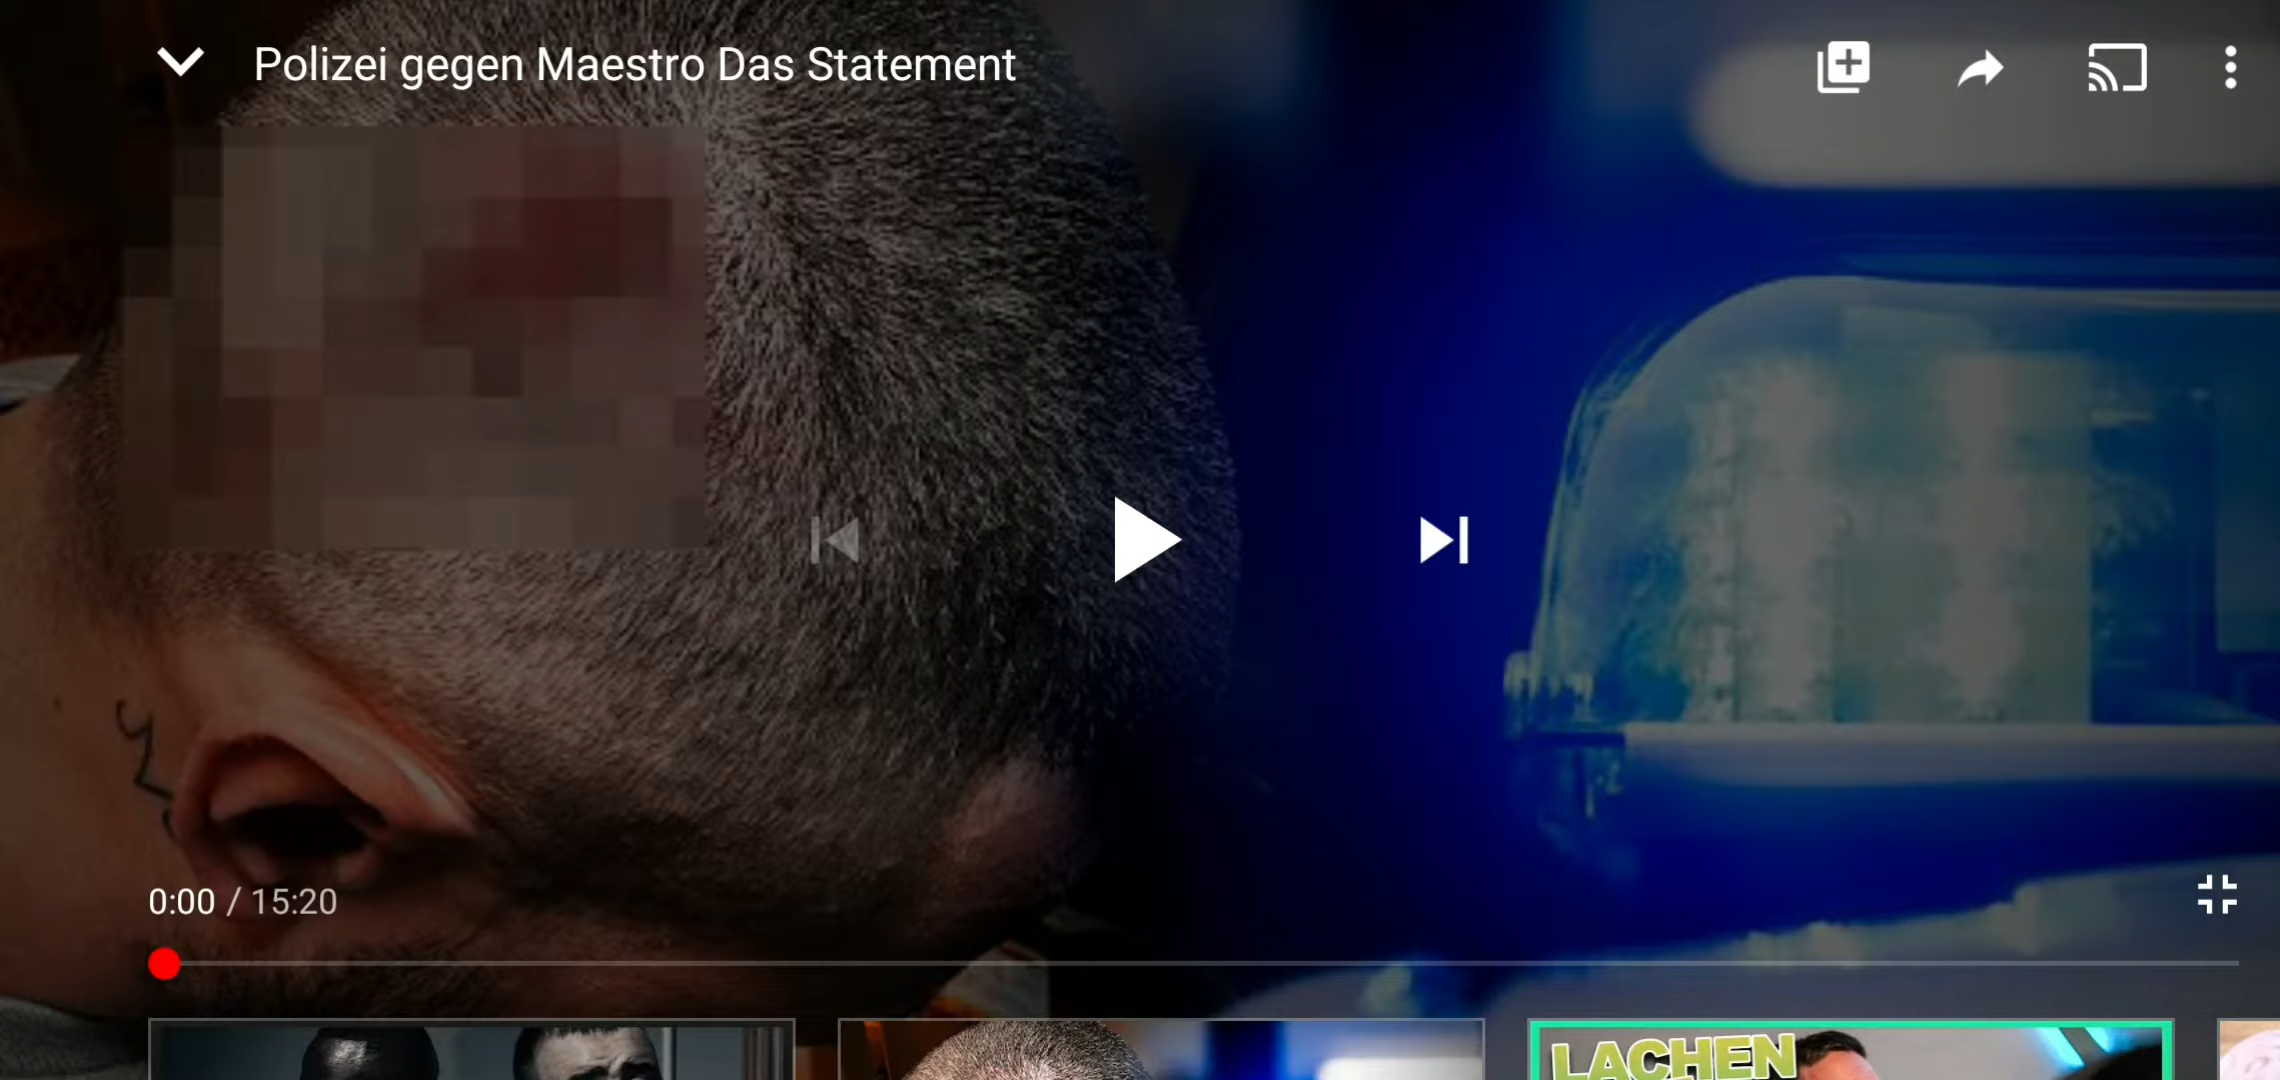 Polizei gegen Maestro Das Statement
0:00 / 15:20
LACHEN